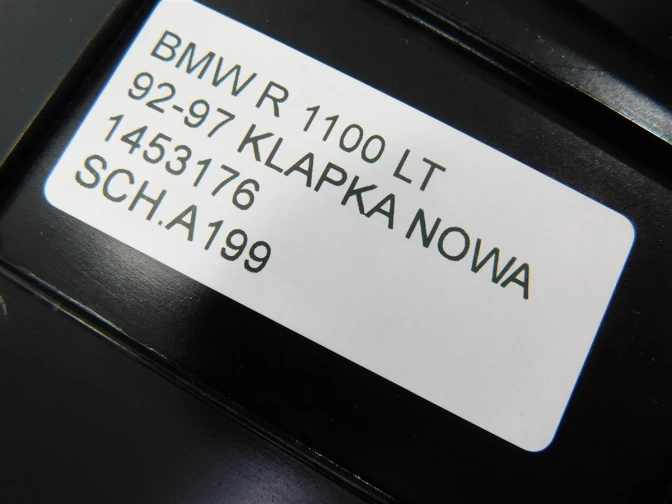 BMW R 1100 LT
92-97 KLAPKA NOWA
1453176
SCH.A199